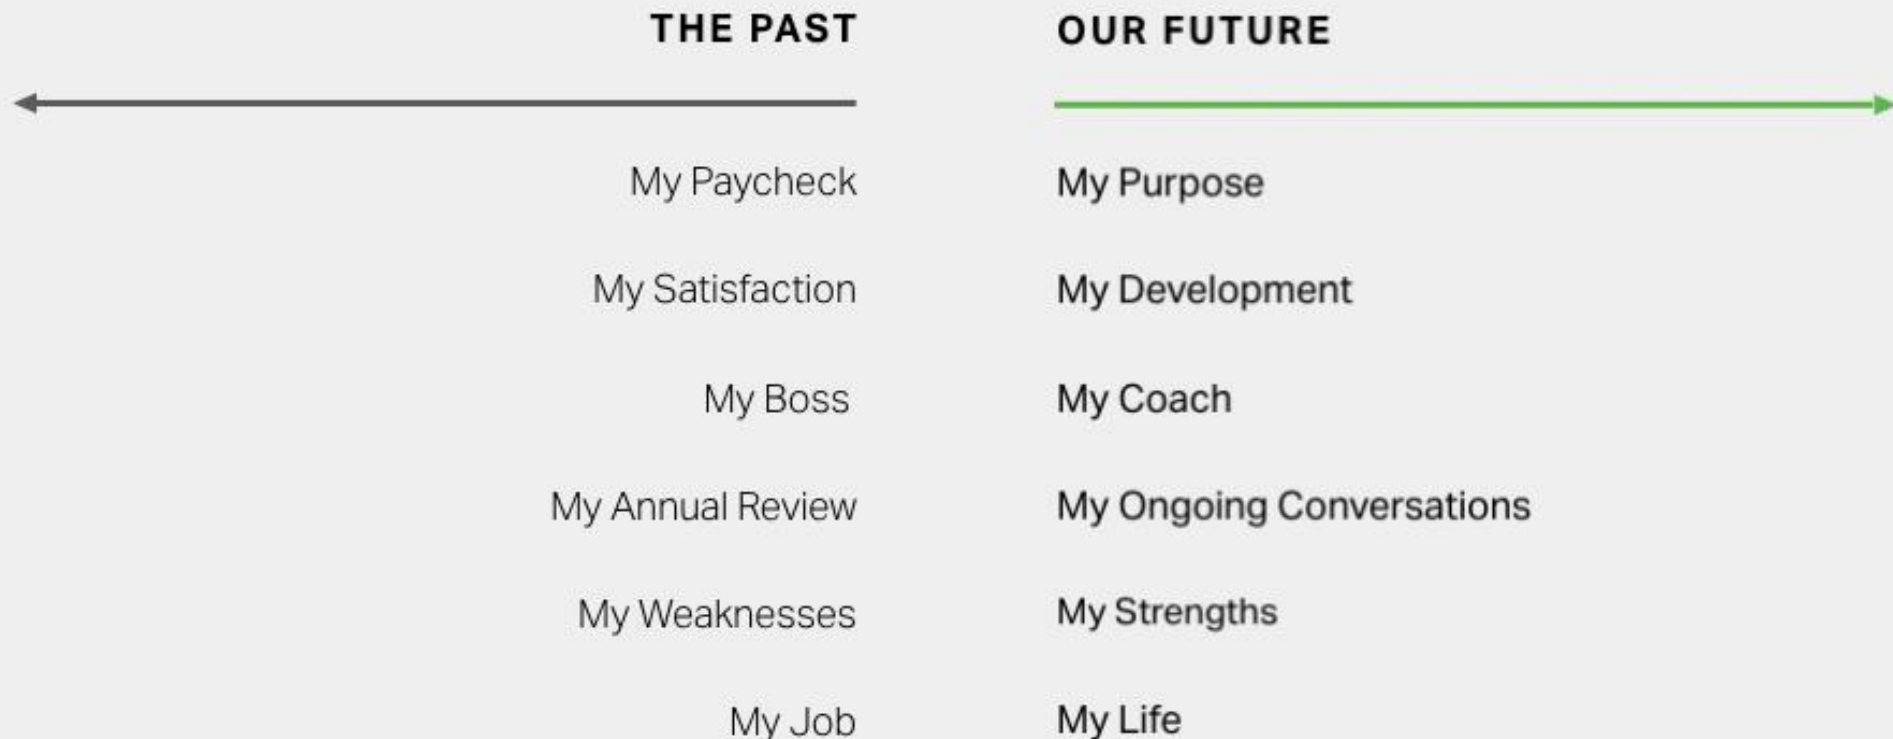 THE PAST OUR FUTURE
My Paycheck My Purpose
My Satisfaction My Development
My Boss My Coach
My Annual Review My Ongoing Conversations
My Weaknesses My Strengths
My Job My Life